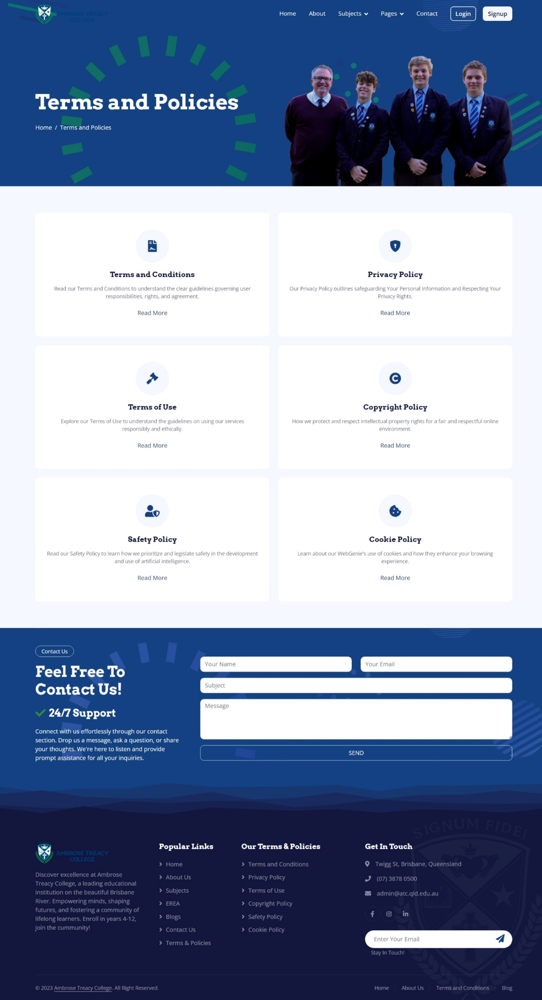 AMBROSE TREACY
COLLEGE
Home About Subjects Pages Contact Login Signup
Terms and Policies
Home / Terms and Policies
Terms and Conditions
Read our Terms and Conditions to understand the clear guidelines governing user
responsibilities, rights, and agreement.
Read More
Privacy Policy
Our Privacy Policy outlines safeguarding Your Personal Information and Respecting Your
Privacy Rights.
Read More
Terms of Use
Explore our Terms of Use to understand the guidelines on using our services
responsibly and ethically.
Read More
Copyright Policy
How we protect and respect intellectual property rights for a fair and respectful online
environment.
Read More
Safety Policy
Read our Safety Policy to learn how we prioritize and legislate safety in the development
and use of artificial intelligence.
Read More
Cookie Policy
Learn about our WebGenie's use of cookies and how they enhance your browsing
experience.
Read More
Contact Us
Feel Free To
Contact Us!
24/7 Support
Connect with us effortlessly through our contact
section. Drop us a message, ask a question, or share
your thoughts. We're here to listen and provide
prompt assistance for all your inquiries.
Your Name
Your Email
Subject
Message
SEND
SIGNUM FIDEI
AMBROSE TREACY
COLLEGE
Discover excellence at Ambrose
Treacy College, a leading educational
institution on the beautiful Brisbane
River. Empowering minds, shaping
futures, and fostering a community of
lifelong learners. Enroll in years 4-12,
join the cummunity!
Popular Links
Home
About Us
Subjects
EREA
Blogs
Contact Us
Terms & Policies
Our Terms & Policies
Terms and Conditions
Privacy Policy
Terms of Use
Copyright Policy
Safety Policy
Cookie Policy
Get In Touch
Twigg St, Brisbane, Queensland
(07) 3878 0500
admin@atc.qld.edu.au
Enter Your Email
Stay In Touch!
© 2023 Ambrose Treacy College. All Right Reserved.
Home About Us Terms and Conditions Blog